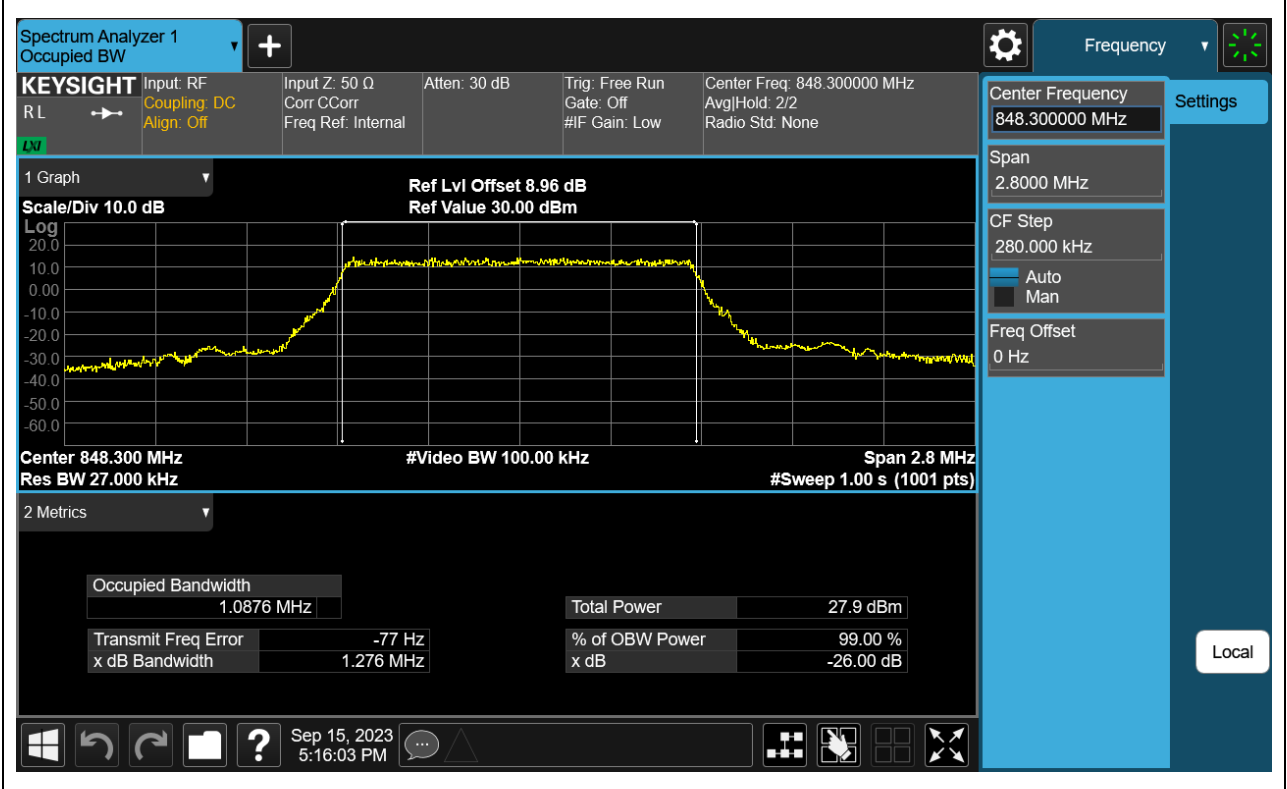 Spectrum Analyzer 1
Occupied BW
Frequency
KEYSIGHT
R L
LXI
Input: RF
Coupling: DC
Align: Off
Input Z: 50 Ω
Corr CCorr
Freq Ref: Internal
Atten: 30 dB
Trig: Free Run
Gate: Off
#IF Gain: Low
Center Freq: 848.300000 MHz
Avg|Hold: 2/2
Radio Std: None
Center Frequency
848.300000 MHz
Settings
Span
2.8000 MHz
CF Step
280.000 kHz
Auto
Man
Freq Offset
0 Hz
Local
1 Graph
Scale/Div 10.0 dB
Ref Lvl Offset 8.96 dB
Ref Value 30.00 dBm
Log
20.0
10.0
0.00
-10.0
-20.0
-30.0
-40.0
-50.0
-60.0
Center 848.300 MHz
#Video BW 100.00 kHz
Span 2.8 MHz
Res BW 27.000 kHz
#Sweep 1.00 s (1001 pts)
2 Metrics
Occupied Bandwidth
1.0876 MHz
Total Power 27.9 dBm
Transmit Freq Error -77 Hz
% of OBW Power 99.00 %
x dB Bandwidth 1.276 MHz
x dB -26.00 dB
Sep 15, 2023
5:16:03 PM